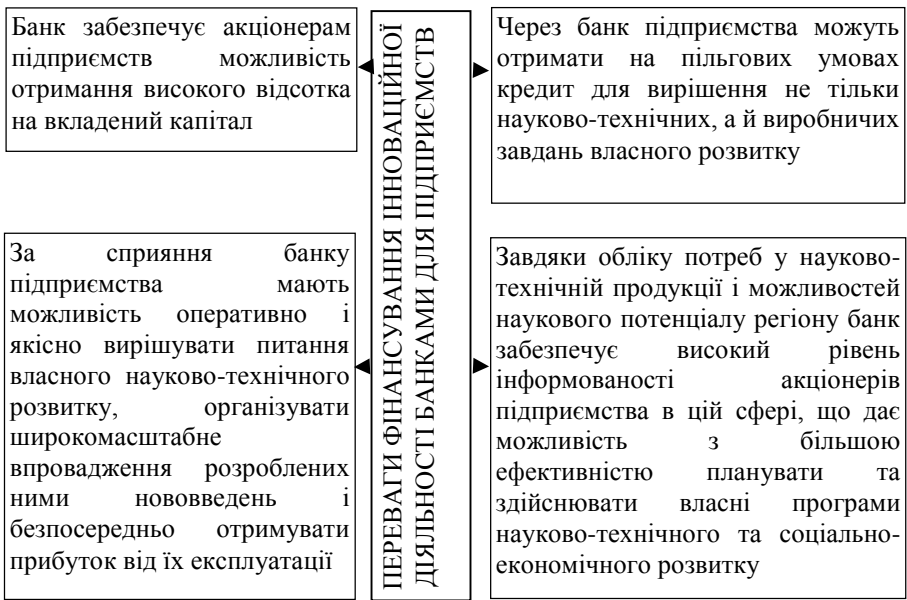 Банк забезпечує акціонерам
підприємств можливість
отримання високого відсотка
на вкладений капітал
За сприяння банку
підприємства мають
можливість оперативно і
якісно вирішувати питання
власного науково-технічного
розвитку, організувати
широкомасштабне
впровадження розроблених
ними нововведень і
безпосередньо отримувати
прибуток від їх експлуатації
ПЕРЕВАГИ ФІНАНСУВАННЯ ІННОВАЦІЙНОЇ
ДІЯЛЬНОСТІ БАНКАМИ ДЛЯ ПІДПРИЄМСТВ
Через банк підприємства можуть
отримати на пільгових умовах
кредит для вирішення не тільки
науково-технічних, а й виробничих
завдань власного розвитку
Завдяки обліку потреб у науково-
технічній продукції і можливостей
наукового потенціалу регіону банк
забезпечує високий рівень
інформованості акціонерів
підприємства в цій сфері, що дає
можливість з більшою
ефективністю планувати та
здійснювати власні програми
науково-технічного та соціально-
економічного розвитку